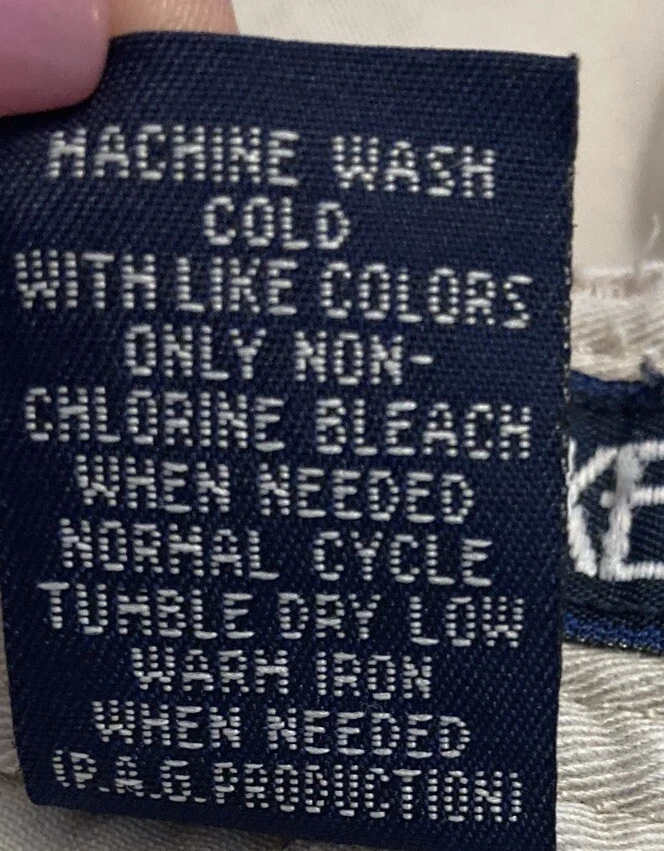 MACHINE WASH
COLD
WITH LIKE COLORS
ONLY NON-
CHLORINE BLEACH
WHEN NEEDED
NORMAL CYCLE
TUMBLE DRY LOW
WARM IRON
WHEN NEEDED
(P.A.G.PRODUCTION)